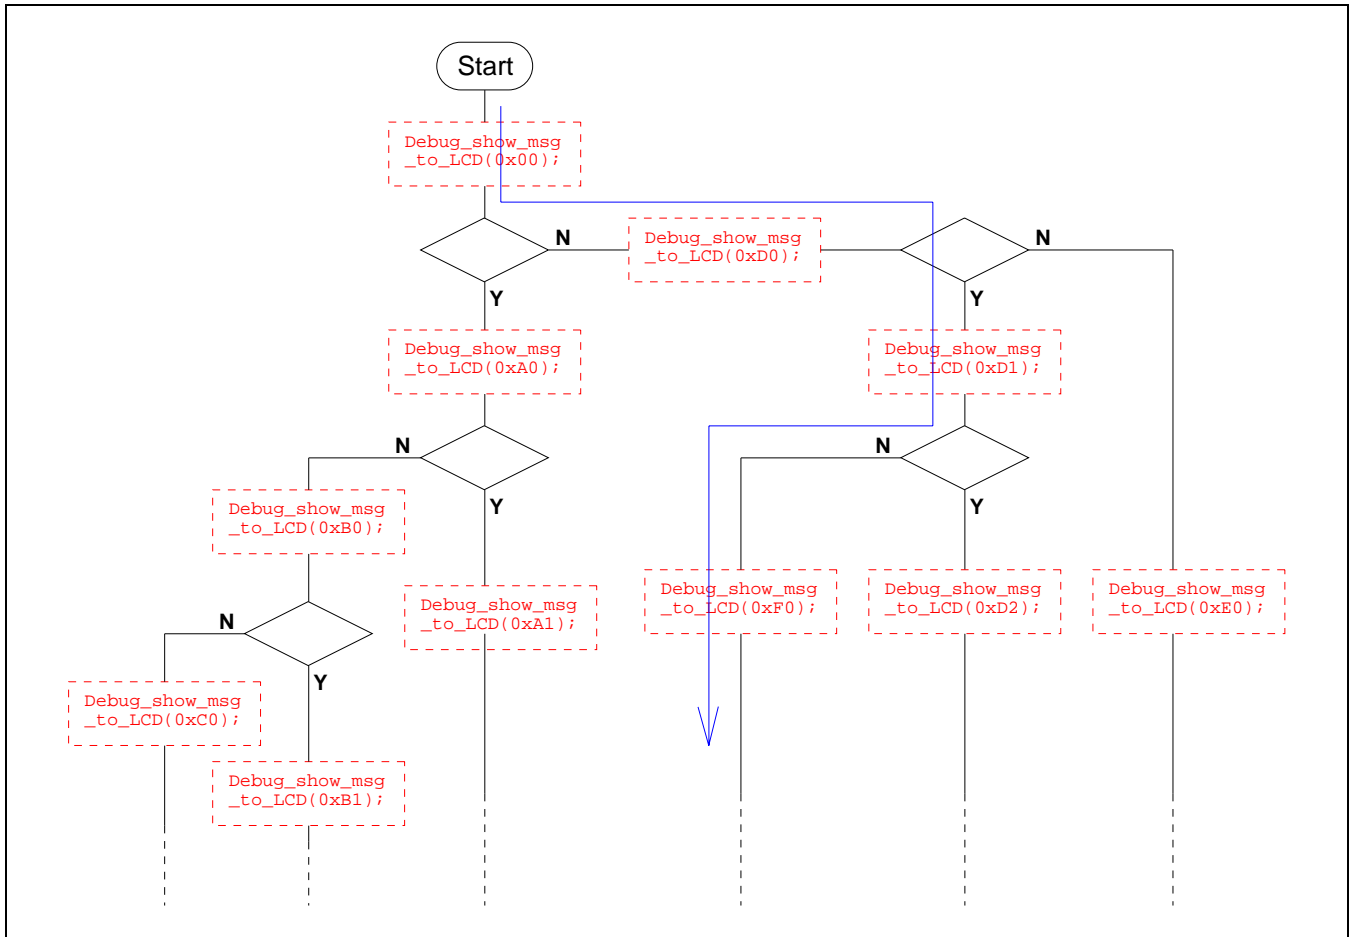 Start
Debug_show_msg
_to_LCD(0x00);
N
Debug_show_msg
_to_LCD(0xD0);
N
Y
Y
Debug_show_msg
_to_LCD(0xA0);
Debug_show_msg
_to_LCD(0xD1);
N
N
Y
Y
Debug_show_msg
_to_LCD(0xB0);
Debug_show_msg
_to_LCD(0xA1);
Debug_show_msg
_to_LCD(0xF0);
Debug_show_msg
_to_LCD(0xD2);
Debug_show_msg
_to_LCD(0xE0);
N
Y
Debug_show_msg
_to_LCD(0xC0);
Debug_show_msg
_to_LCD(0xB1);